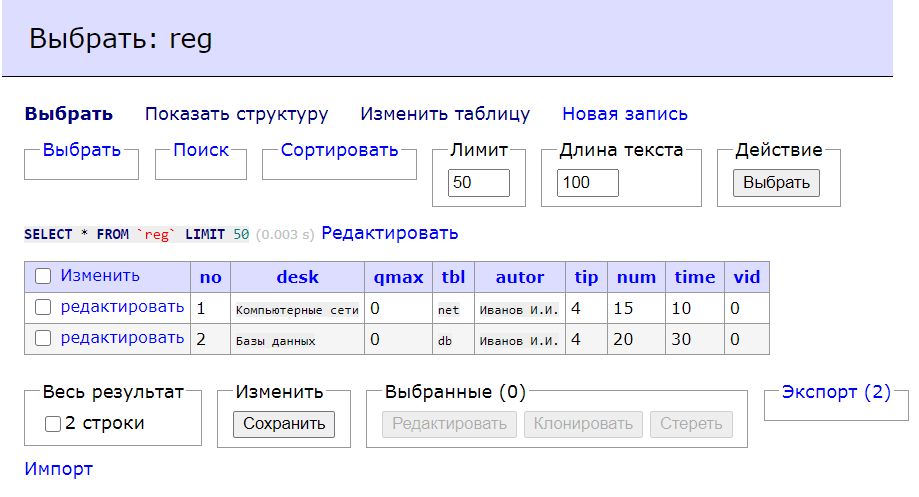 Выбрать: reg
Выбрать Показать структуру Изменить таблицу Новая запись
Выбрать Поиск Сортировать Лимит Длина текста Действие
50 100 Выбрать
SELECT * FROM `reg` LIMIT 50 (0.003 s) Редактировать
Изменить no desk qmax tbl autor tip num time vid
редактировать 1 Компьютерные сети 0 net Иванов И.И. 4 15 10 0
редактировать 2 Базы данных 0 db Иванов И.И. 4 20 30 0
Весь результат Изменить Выбранные (0) Экспорт (2)
2 строки Сохранить Редактировать Клонировать Стереть
Импорт